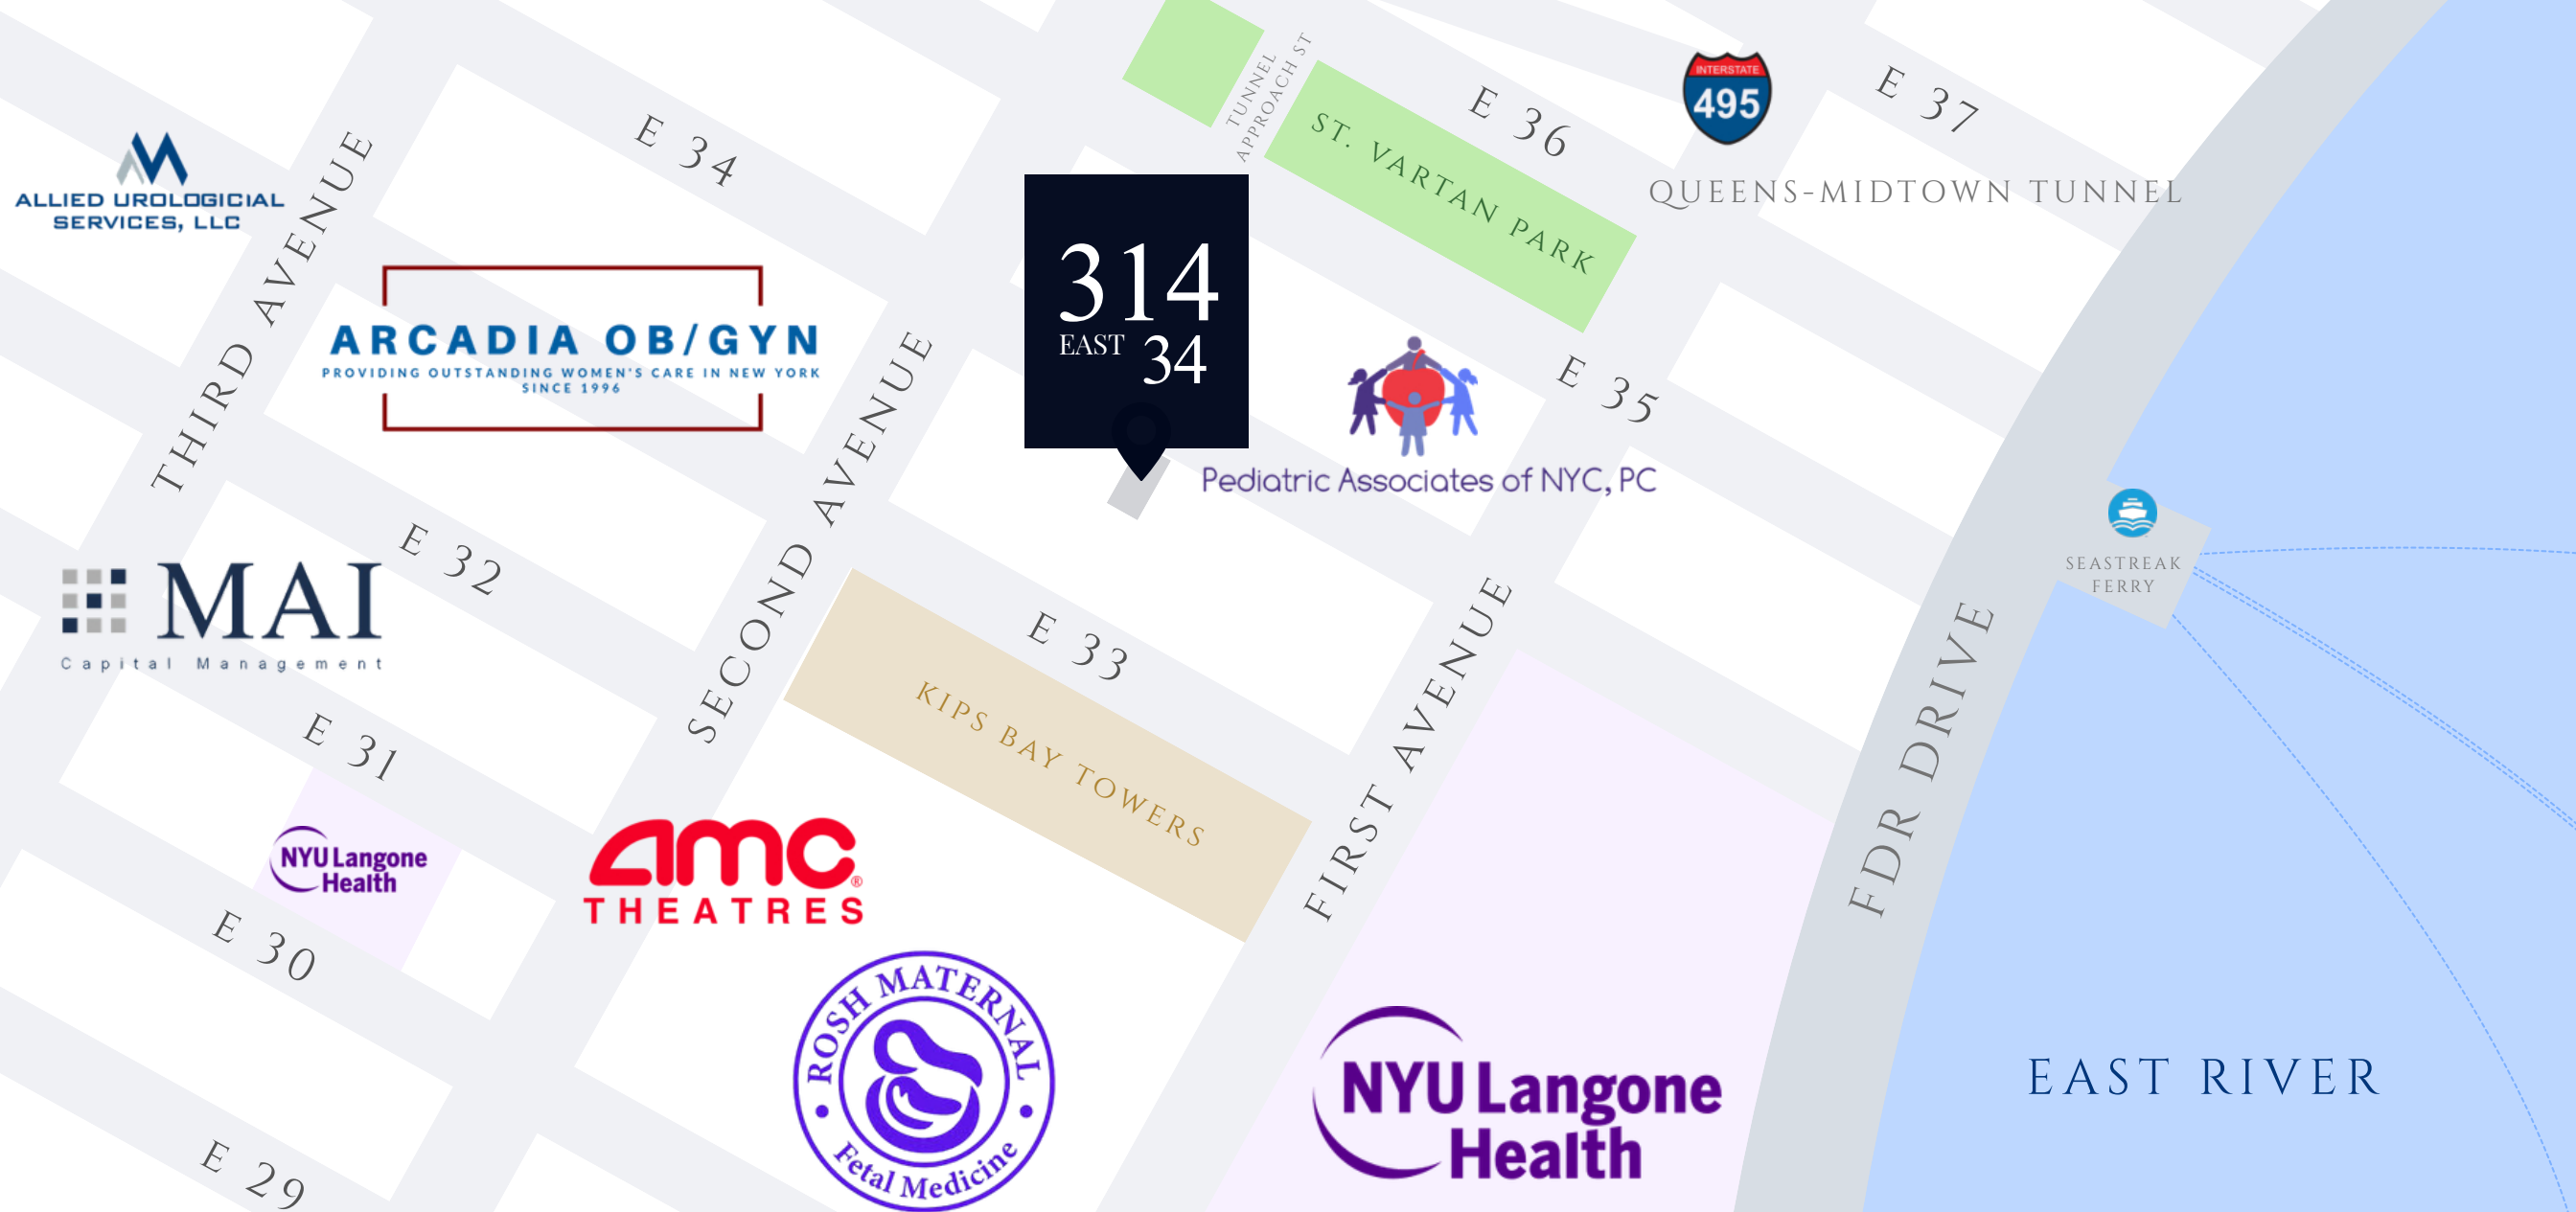 TUNNEL
APPROACH ST
E 36
INTERSTATE
495
E 37
E 34
ST. VARTAN PARK
QUEENS-MIDTOWN TUNNEL
ALLIED UROLOGICIAL
SERVICES, LLC
THIRD AVENUE
314
EAST 34
ARCADIA OB/GYN
PROVIDING OUTSTANDING WOMEN'S CARE IN NEW YORK
SINCE 1996
E 35
Pediatric Associates of NYC, PC
SECOND AVENUE
E 32
SEASTREAK
FERRY
MAI
Capital Management
E 33
KIPS BAY TOWERS
FIRST AVENUE
FDR DRIVE
E 31
NYU Langone
Health
amc
THEATRES
E 30
ROSH MATERNAL
Fetal Medicine
NYU Langone
Health
EAST RIVER
E 29